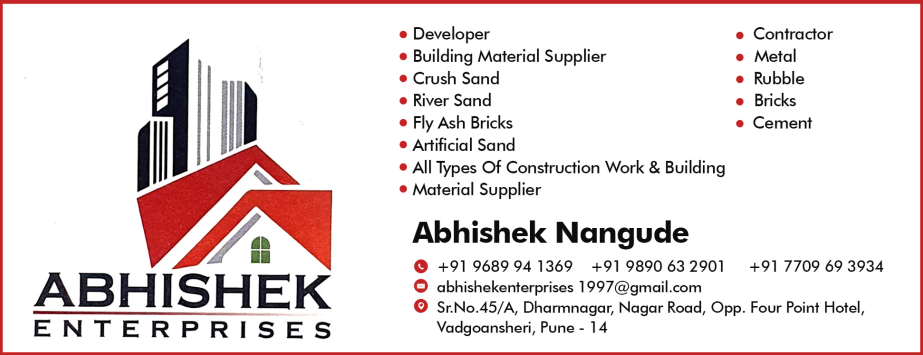 ABHISHEK
ENTERPRISES
Developer
Building Material Supplier
Crush Sand
River Sand
Fly Ash Bricks
Artificial Sand
All Types Of Construction Work & Building
Material Supplier
Contractor
Metal
Rubble
Bricks
Cement
Abhishek Nangude
+91 9689 94 1369 +91 9890 63 2901 +91 7709 69 3934
abhishekenterprises 1997@gmail.com
Sr.No.45/A, Dharmnagar, Nagar Road, Opp. Four Point Hotel,
Vadgoansheri, Pune - 14